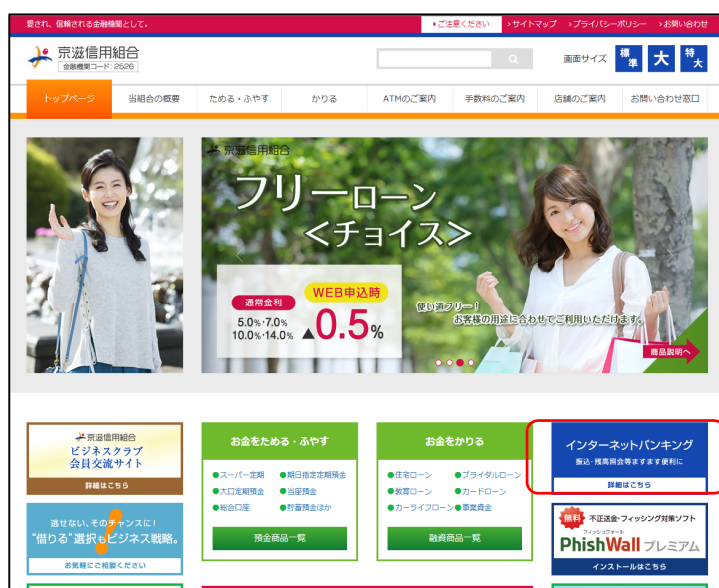 愛され、信頼される金融機関として。
›ご注意ください ›サイトマップ ›プライバシーポリシー ›お問い合わせ
京滋信用組合
金融機関コード：2526
画面サイズ 標準 大 特大
トップページ 当組合の概要 ためる・ふやす かりる ATMのご案内 手数料のご案内 店舗のご案内 お問い合わせ窓口
京滋信用組合
フリーローン
<チョイス>
WEB申込時
通常金利
5.0%・7.0%
10.0%・14.0%
▲0.5%
使い道フリー！
お客様の用途に合わせてご利用いただけます。
商品説明へ
京滋信用組合
ビジネスクラブ
会員交流サイト
詳細はこちら
お金をためる・ふやす
●スーパー定期 ●期日指定定期預金
●大口定期預金 ●当座預金
●総合口座 ●貯蓄預金ほか
預金商品一覧
お金をかりる
●住宅ローン ●ブライダルローン
●教育ローン ●カードローン
●カーライフローン ●事業資金
融資商品一覧
インターネットバンキング
振込・残高照会等ますます便利に
詳細はこちら
逃せない、そのチャンスに！
“借りる”選択もビジネス戦略。
お気軽にご相談ください
無料 不正送金・フィッシング対策ソフト
フィッシュウォール
PhishWall プレミアム
インストールはこちら